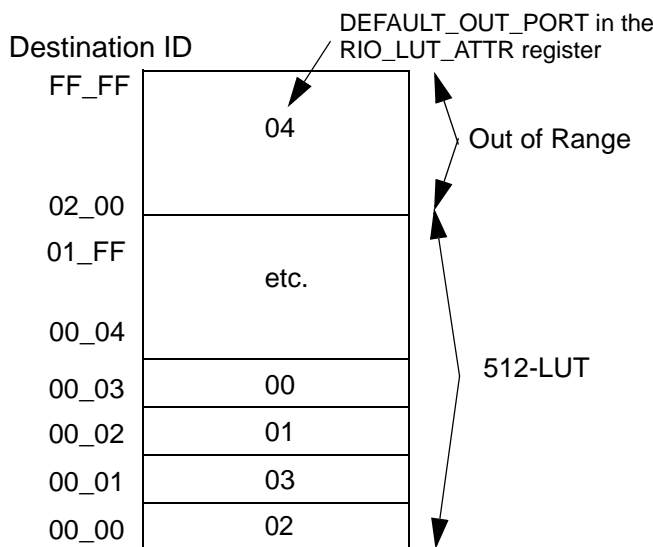 DEFAULT_OUT_PORT in the
RIO_LUT_ATTR register
Destination ID
FF_FF
04
Out of Range
02_00
01_FF
etc.
00_04
512-LUT
00_03
00
00_02
01
00_01
03
00_00
02